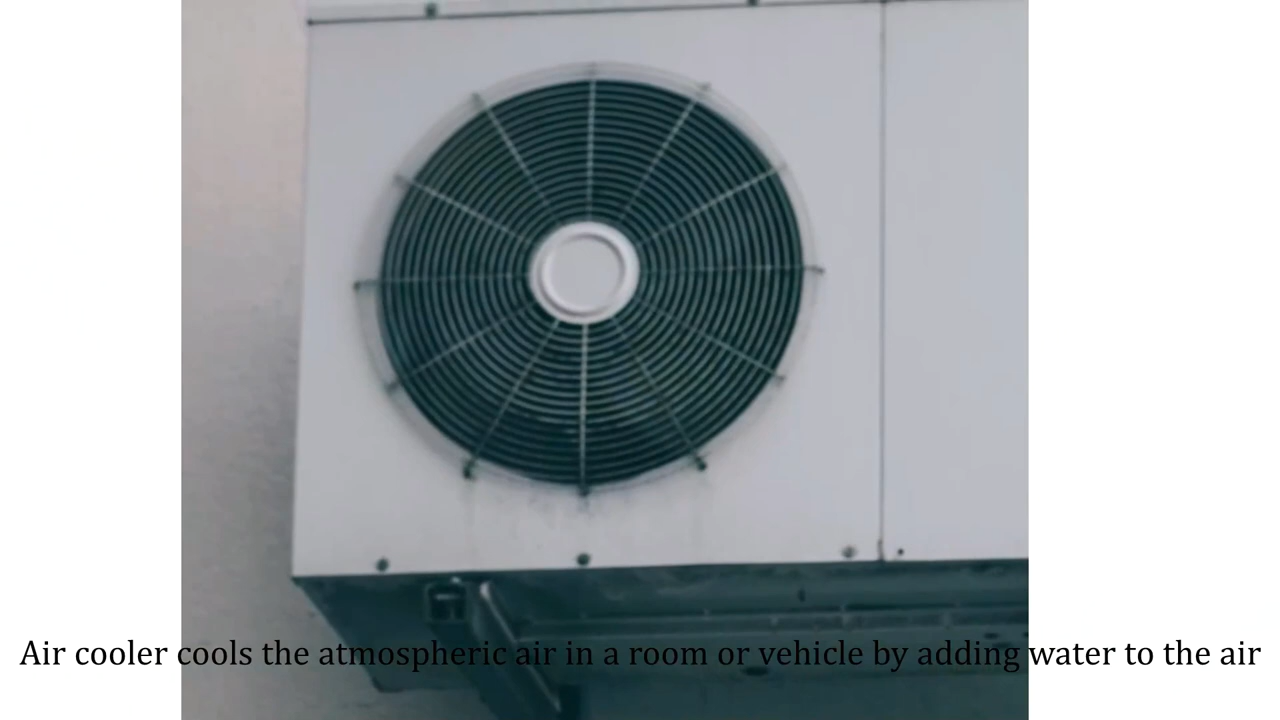 Air cooler cools the atmospheric air in a room or vehicle by adding water to the air